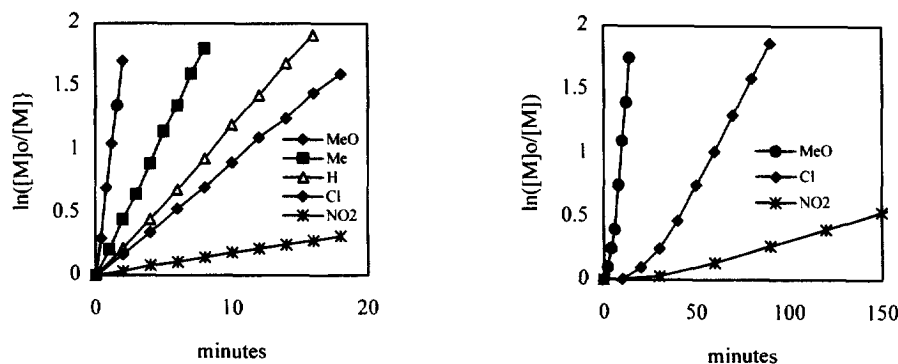 2
1.5
1
0.5
0
0 10 20
ln([M]o/[M]}
minutes
MeO
Me
H
Cl
NO2
2
1.5
1
0.5
0
0 50 100 150
ln([M]o/[M])
minutes
MeO
Cl
NO2